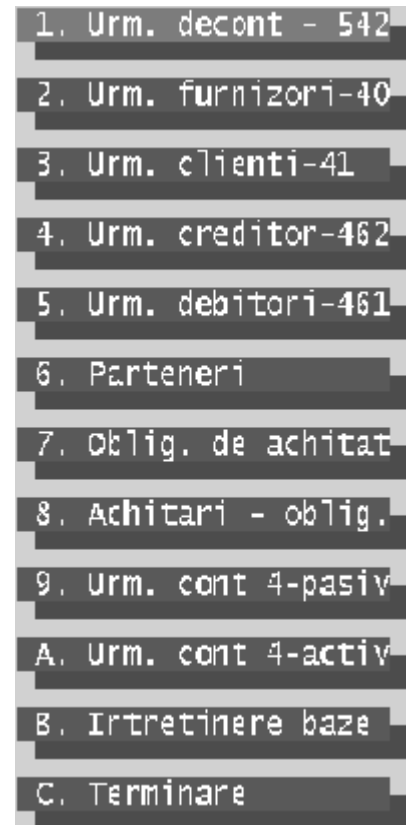 1. Urm. decont - 542
2. Urm. furnizori-40
3. Urm. clienti-41
4. Urm. creditor-462
5. Urm. debitori-461
6. Parteneri
7. Oblig. de achitat
8. Achitari - oblig.
9. Urm. cont 4-pasiv
A. Urm. cont 4-activ
B. Intretinere baze
C. Terminare